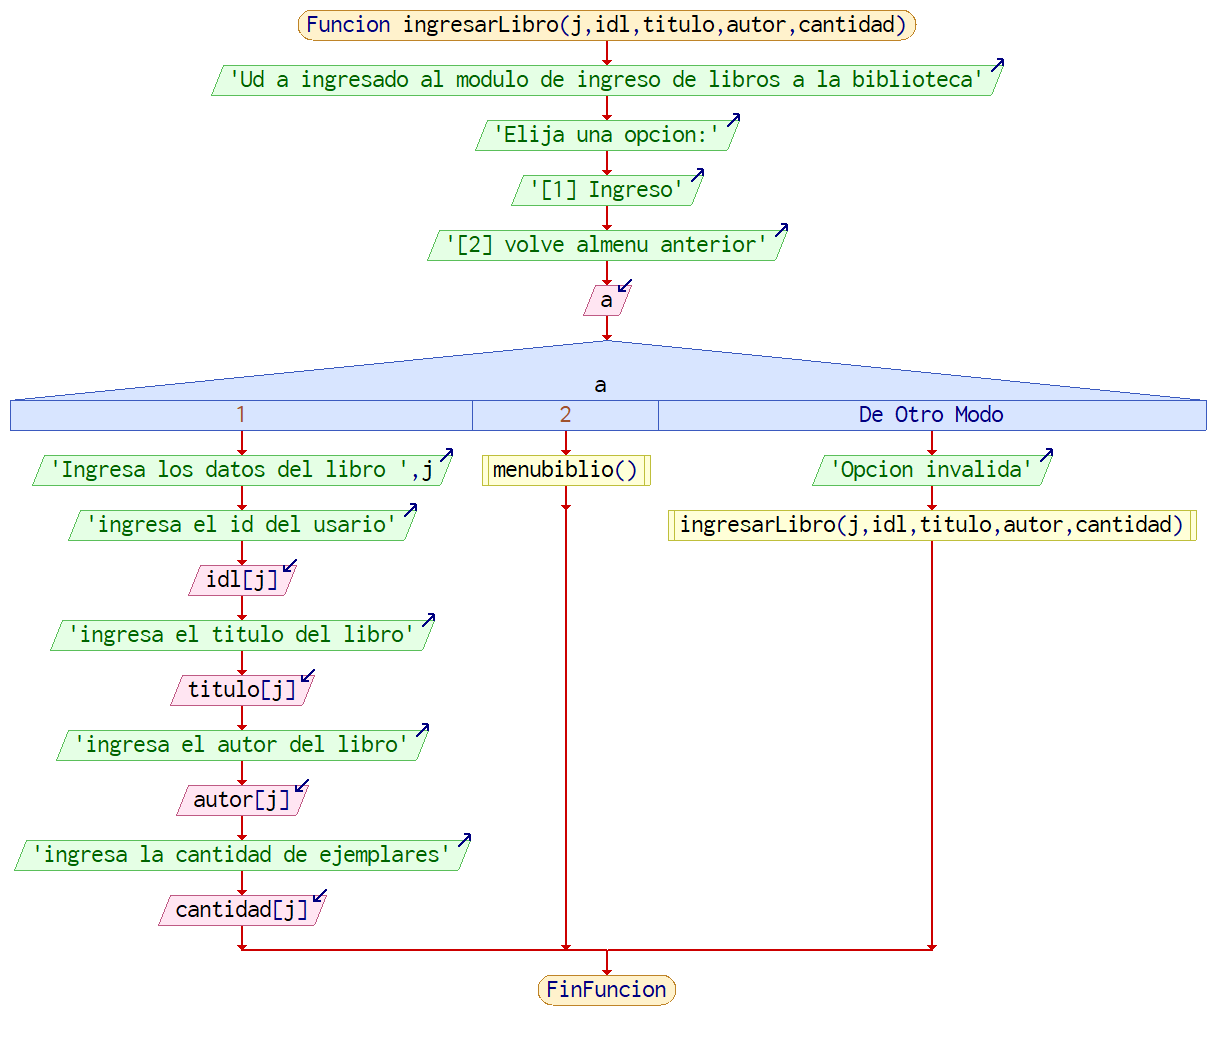 Funcion ingresarLibro(j,idl,titulo,autor,cantidad)
'Ud a ingresado al modulo de ingreso de libros a la biblioteca'
'Elija una opcion:'
'[1] Ingreso'
'[2] volve almenu anterior'
a
a
1
2
De Otro Modo
'Ingresa los datos del libro ',j
menubiblio()
'Opcion invalida'
'ingresa el id del usario'
ingresarLibro(j,idl,titulo,autor,cantidad)
idl[j]
'ingresa el titulo del libro'
titulo[j]
'ingresa el autor del libro'
autor[j]
'ingresa la cantidad de ejemplares'
cantidad[j]
FinFuncion